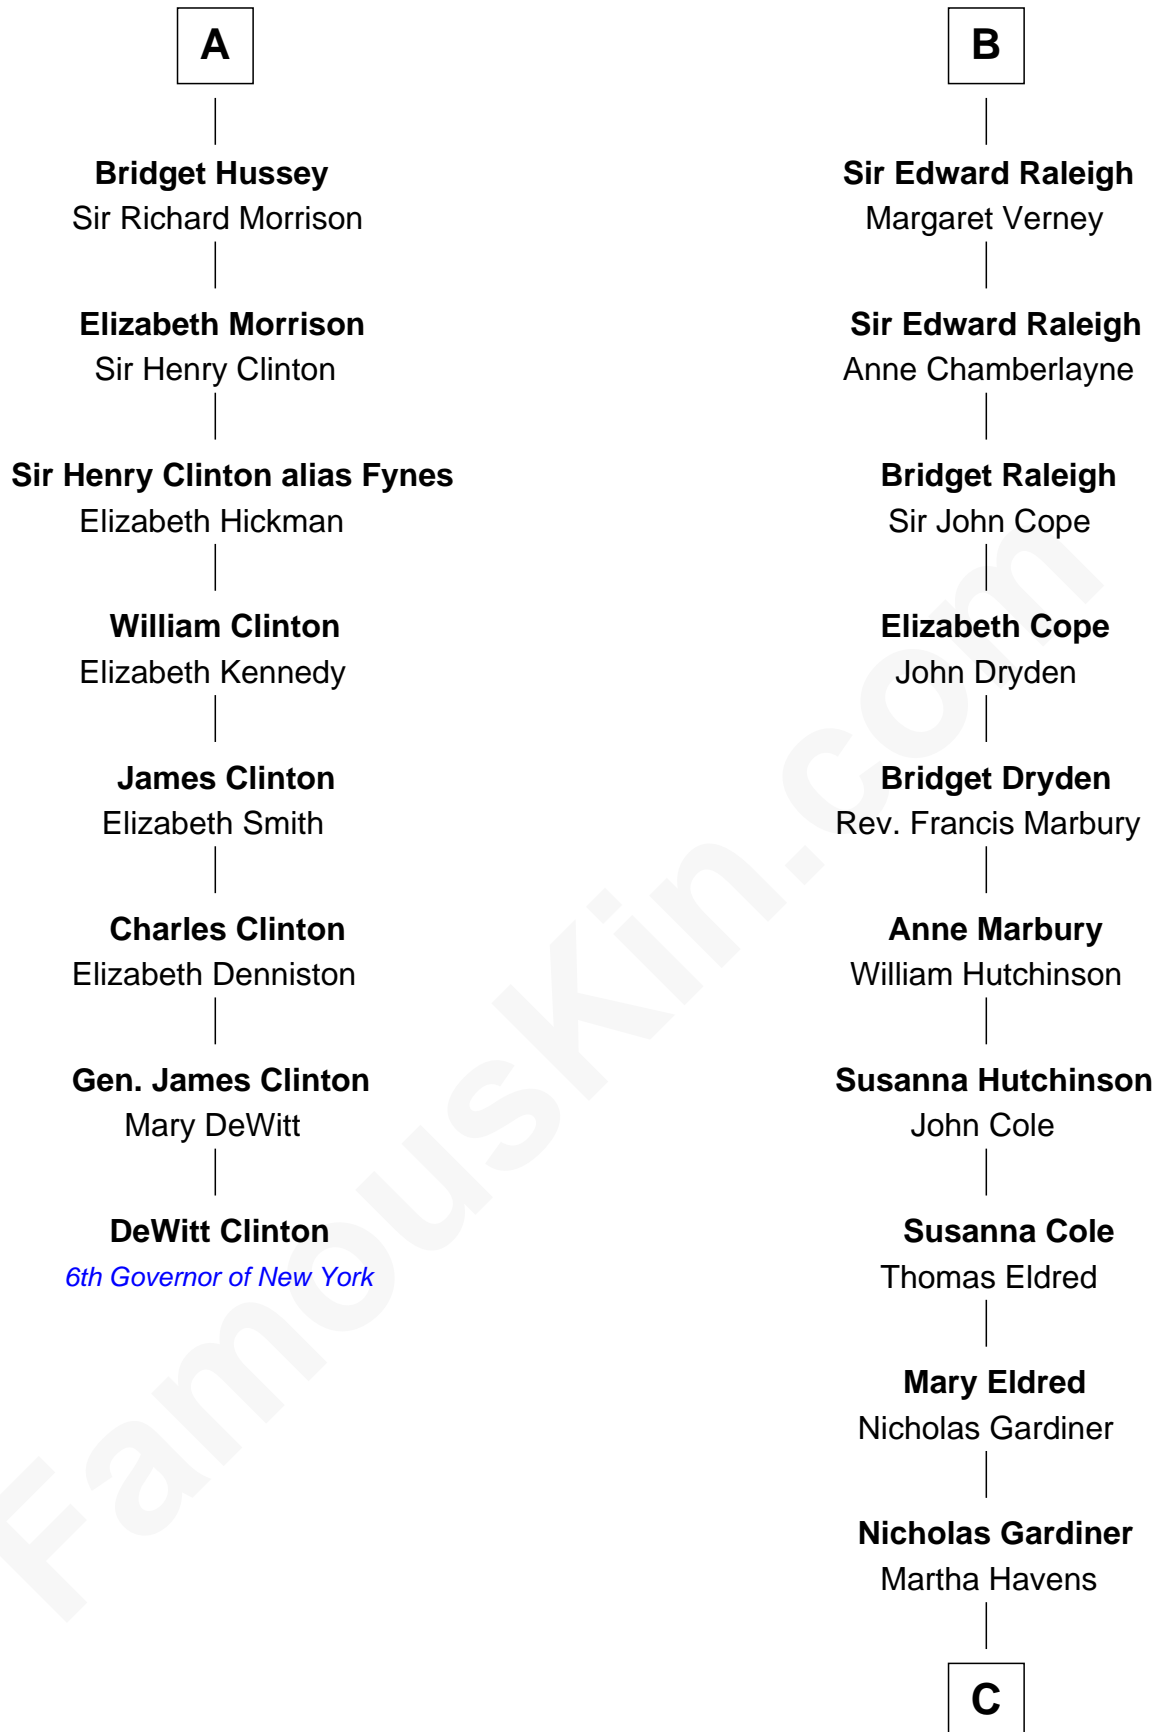 A
Bridget Hussey
Sir Richard Morrison
Elizabeth Morrison
Sir Henry Clinton
Sir Henry Clinton alias Fynes
Elizabeth Hickman
William Clinton
Elizabeth Kennedy
James Clinton
Elizabeth Smith
Charles Clinton
Elizabeth Denniston
Gen. James Clinton
Mary DeWitt
DeWitt Clinton
6th Governor of New York
B
Sir Edward Raleigh
Margaret Verney
Sir Edward Raleigh
Anne Chamberlayne
Bridget Raleigh
Sir John Cope
Elizabeth Cope
John Dryden
Bridget Dryden
Rev. Francis Marbury
Anne Marbury
William Hutchinson
Susanna Hutchinson
John Cole
Susanna Cole
Thomas Eldred
Mary Eldred
Nicholas Gardiner
Nicholas Gardiner
Martha Havens
C
FamousKin.com